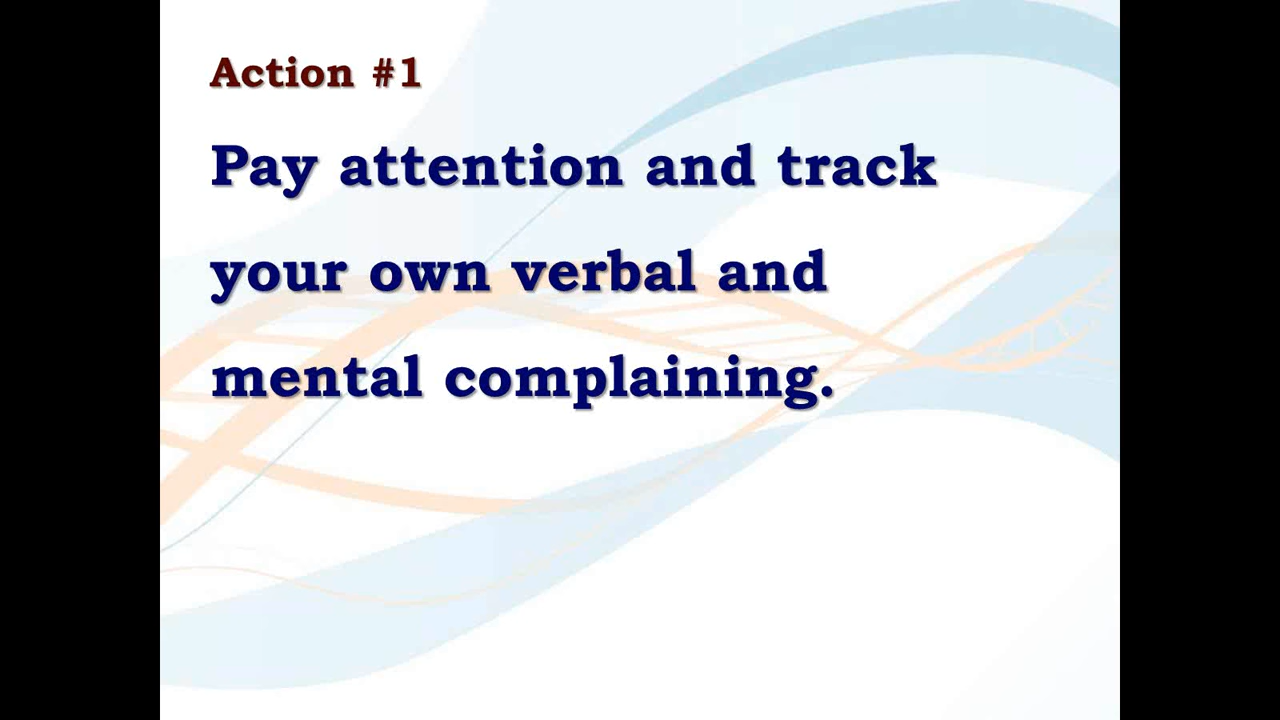 Action #1
Pay attention and track
your own verbal and
mental complaining.